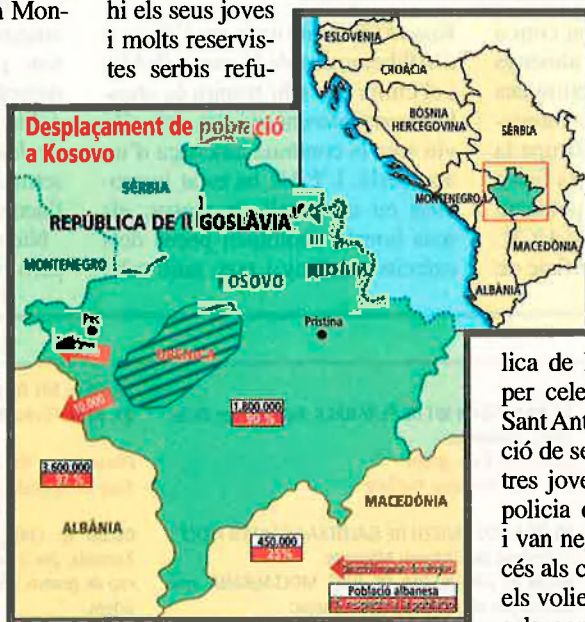 n Mon-
hi els seus joves
i molts reservis-
tes serbis refu-
ESLOVÈNIA
CROÀCIA
BÒSNIA
HERCEGOVINA
SÈRBIA
MONTENEGRO
MACEDÒNIA
ALBÀNIA
Desplaçament de població
a Kosovo
SÈRBIA
REPÚBLICA DE IUGOSLÀVIA
MONTENEGRO
KOSOVO
Pec
Pristina
DRENICA
10.000
1.800.000
90 %
3.600.000
97 %
ALBÀNIA
MACEDÒNIA
450.000
25%
Població albanesa
lica de
per cele
Sant Ant
ció de se
tres jove
policia
i van ne
cés als c
els volie